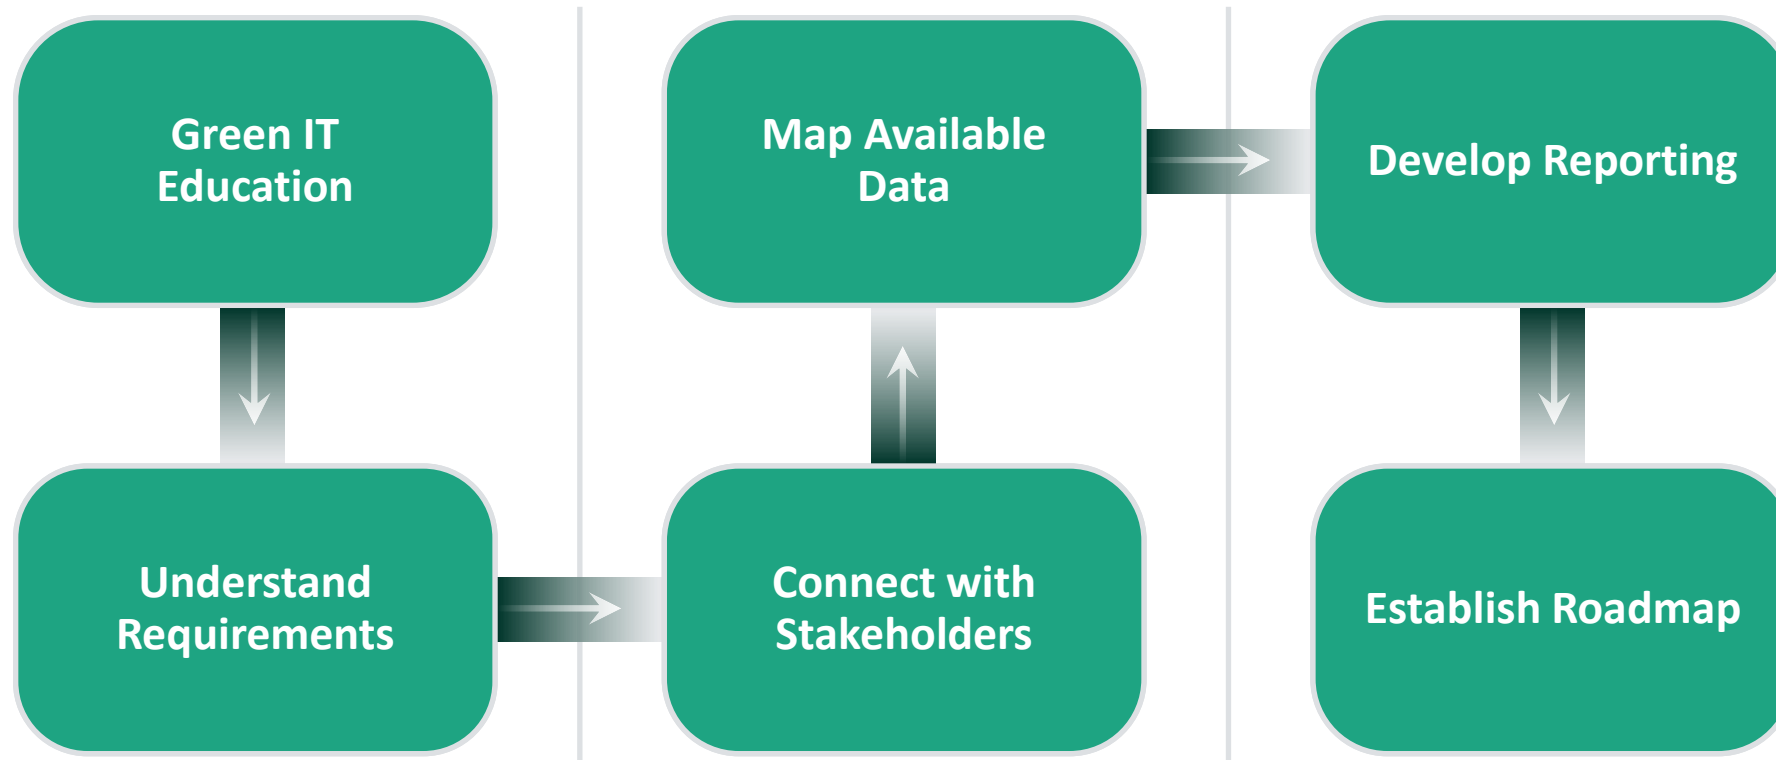 Green IT
Education
Understand
Requirements
Connect with
Stakeholders
Map Available
Data
Develop Reporting
Establish Roadmap